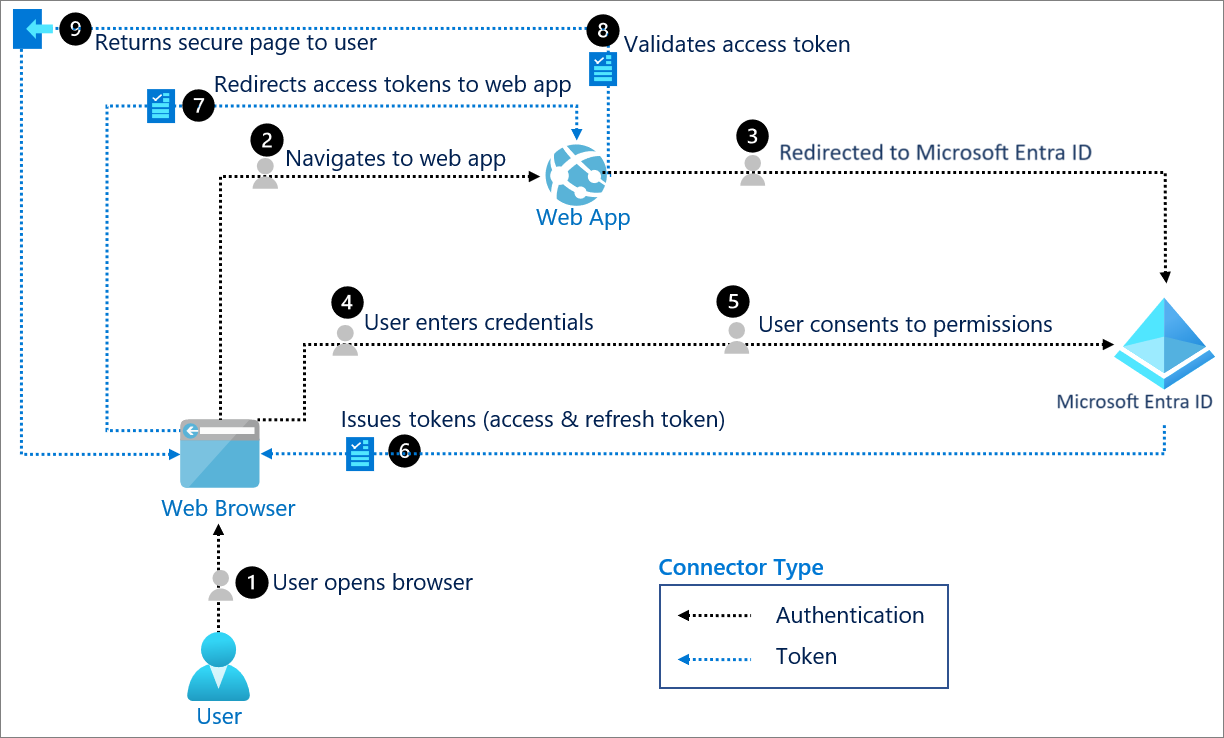 9
Returns secure page to user
8
Validates access token
7
Redirects access tokens to web app
2
Navigates to web app
3
Redirected to Microsoft Entra ID
Web App
4
User enters credentials
5
User consents to permissions
Microsoft Entra ID
Issues tokens (access & refresh token)
6
Web Browser
1
User opens browser
User
Connector Type
Authentication
Token